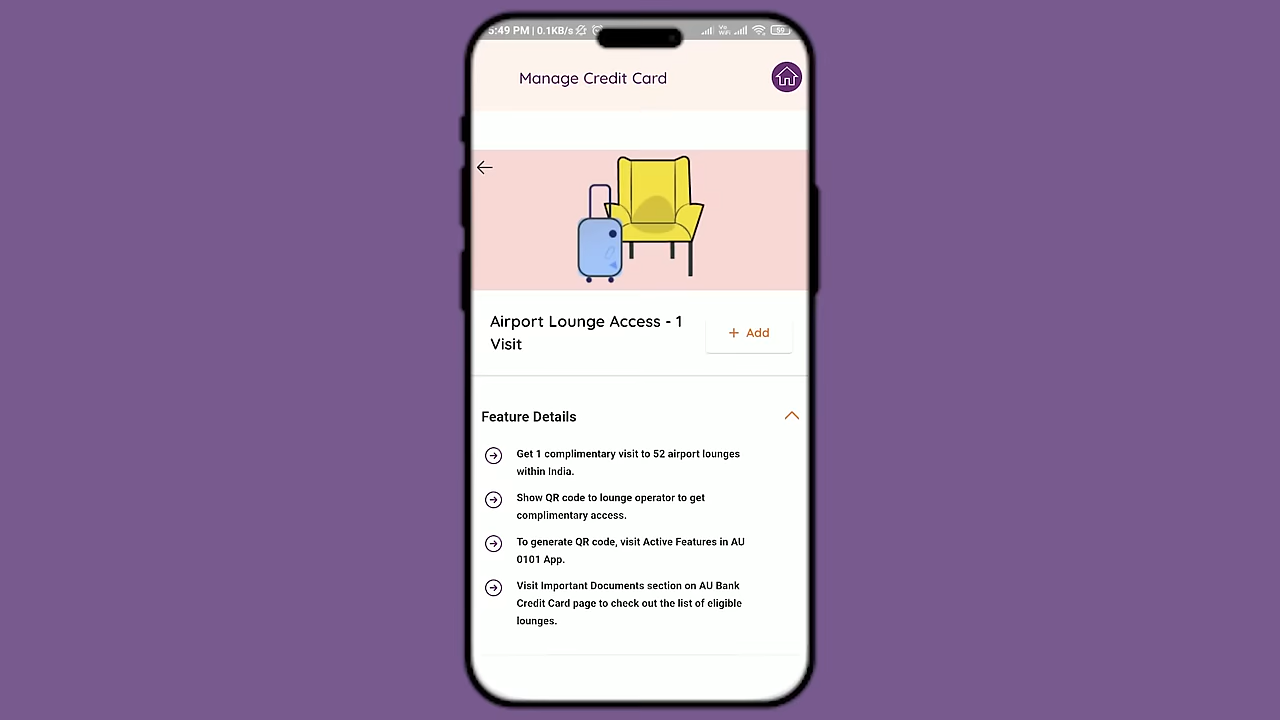 5:49 PM | 0.1KB/s
Vo
WiFi
59
Manage Credit Card
Airport Lounge Access - 1
Visit
+ Add
Feature Details
Get 1 complimentary visit to 52 airport lounges
within India.
Show QR code to lounge operator to get
complimentary access.
To generate QR code, visit Active Features in AU
0101 App.
Visit Important Documents section on AU Bank
Credit Card page to check out the list of eligible
lounges.